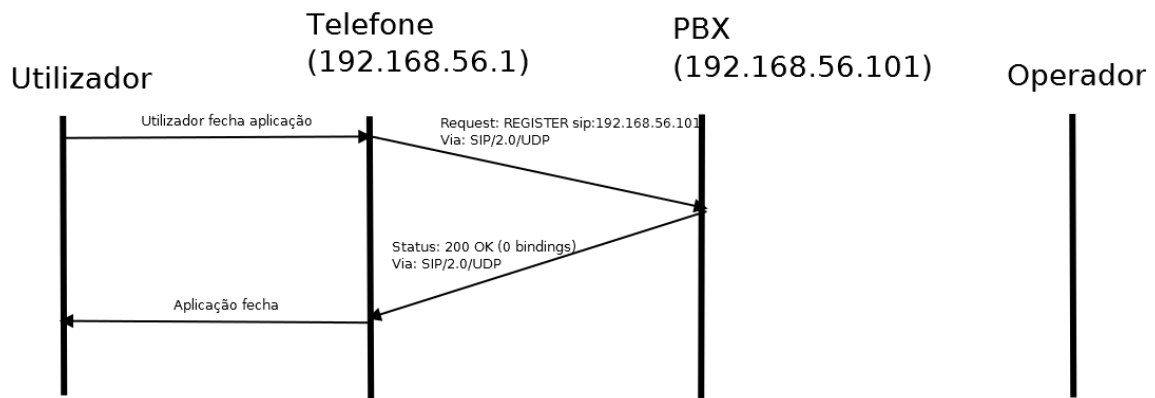 Utilizador
Telefone
(192.168.56.1)
PBX
(192.168.56.101)
Operador
Utilizador fecha aplicação
Request: REGISTER sip:192.168.56.101
Via: SIP/2.0/UDP
Status: 200 OK (0 bindings)
Via: SIP/2.0/UDP
Aplicação fecha